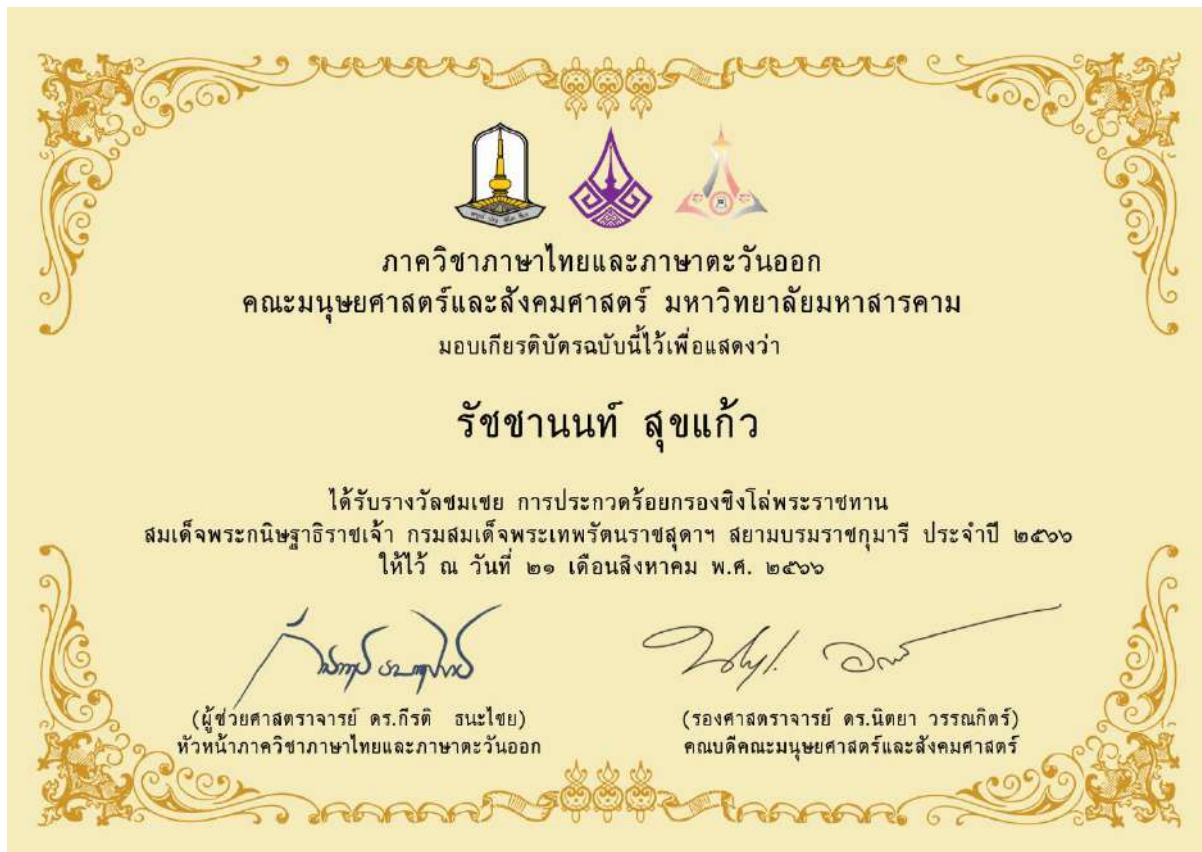 ภาควิชาภาษาไทยและภาษาตะวันออก
คณะมนุษยศาสตร์และสังคมศาสตร์ มหาวิทยาลัยมหาสารคาม
มอบเกียรติบัตรฉบับนี้ไว้เพื่อแสดงว่า
รัชชานนท์ สุขแก้ว
ได้รับรางวัลชมเชย การประกวดร้อยกรองชิงโล่พระราชทาน
สมเด็จพระกนิษฐาธิราชเจ้า กรมสมเด็จพระเทพรัตนราชสุดาฯ สยามบรมราชกุมารี ประจำปี ๒๕๖๖
ให้ไว้ ณ วันที่ ๒๑ เดือนสิงหาคม พ.ศ. ๒๕๖๖
(ผู้ช่วยศาสตราจารย์ ดร.กีรติ ธนะไชย)
หัวหน้าภาควิชาภาษาไทยและภาษาตะวันออก
(รองศาสตราจารย์ ดร.นิตยา วรรณกิตร์)
คณบดีคณะมนุษยศาสตร์และสังคมศาสตร์